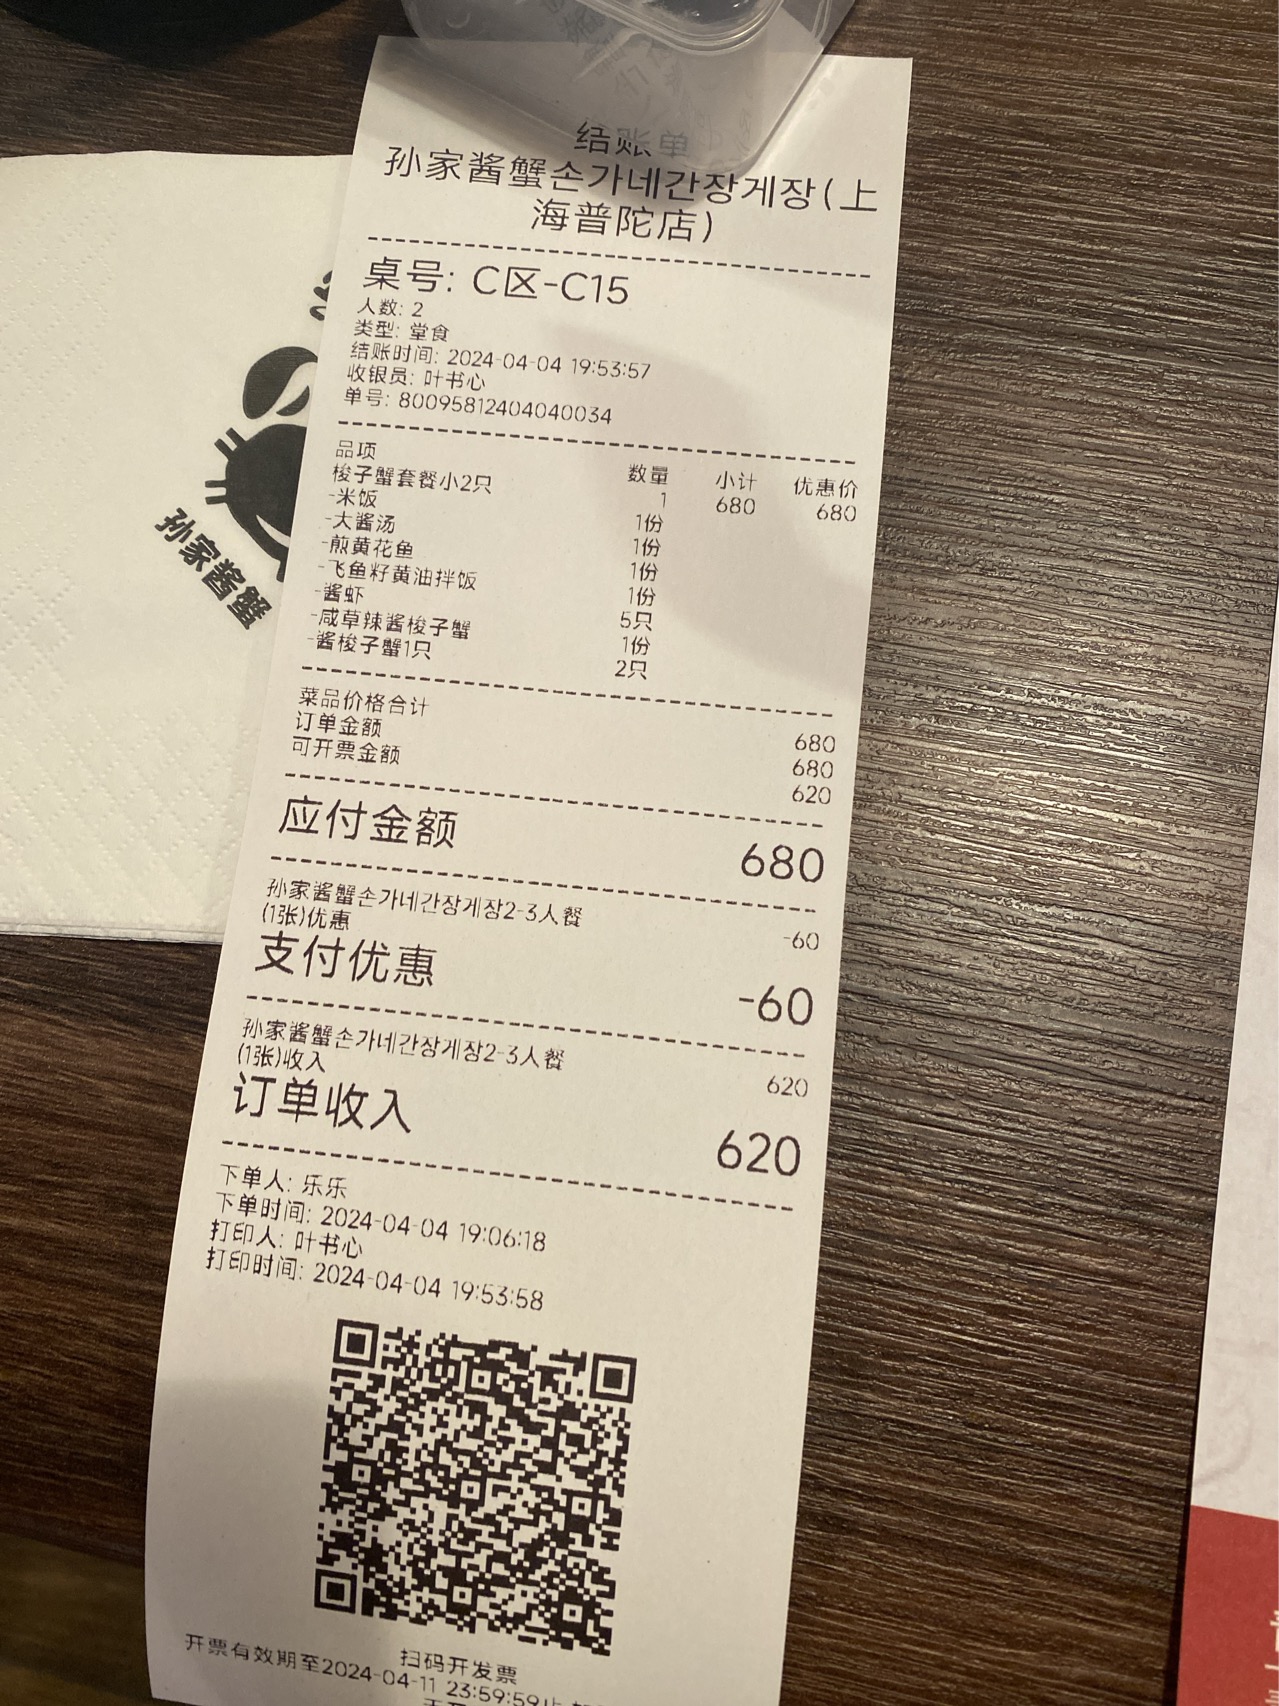 结账单
孙家酱蟹손가네간장게장(上
海普陀店)
桌号: C区-C15
人数: 2
类型: 堂食
结账时间: 2024-04-04 19:53:57
收银员: 叶书心
单号: 80095812404040034
品项 数量 小计 优惠价
梭子蟹套餐小2只 1 680 680
-米饭 1份
-大酱汤 1份
-煎黄花鱼 1份
-飞鱼籽黄油拌饭 1份
-酱虾 5只
-咸草辣酱梭子蟹 1份
-酱梭子蟹1只 2只
菜品价格合计 680
订单金额 680
可开票金额 620
应付金额 680
孙家酱蟹손가네간장게장2-3人餐
(1张)优惠 -60
支付优惠 -60
孙家酱蟹손가네간장게장2-3人餐
(1张)收入 620
订单收入 620
下单人: 乐乐
下单时间: 2024-04-04 19:06:18
打印人: 叶书心
打印时间: 2024-04-04 19:53:58
扫码开发票
开票有效期至2024-04-11 23:59:59止
孙家酱蟹